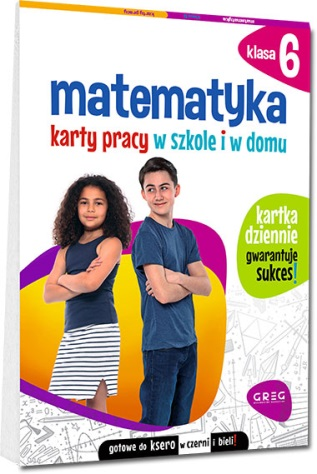 klasa 6
matematyka
karty pracy w szkole i w domu
kartka
dziennie
gwarantuje
sukces!
GREG
gotowe do ksero w czerni i bieli!